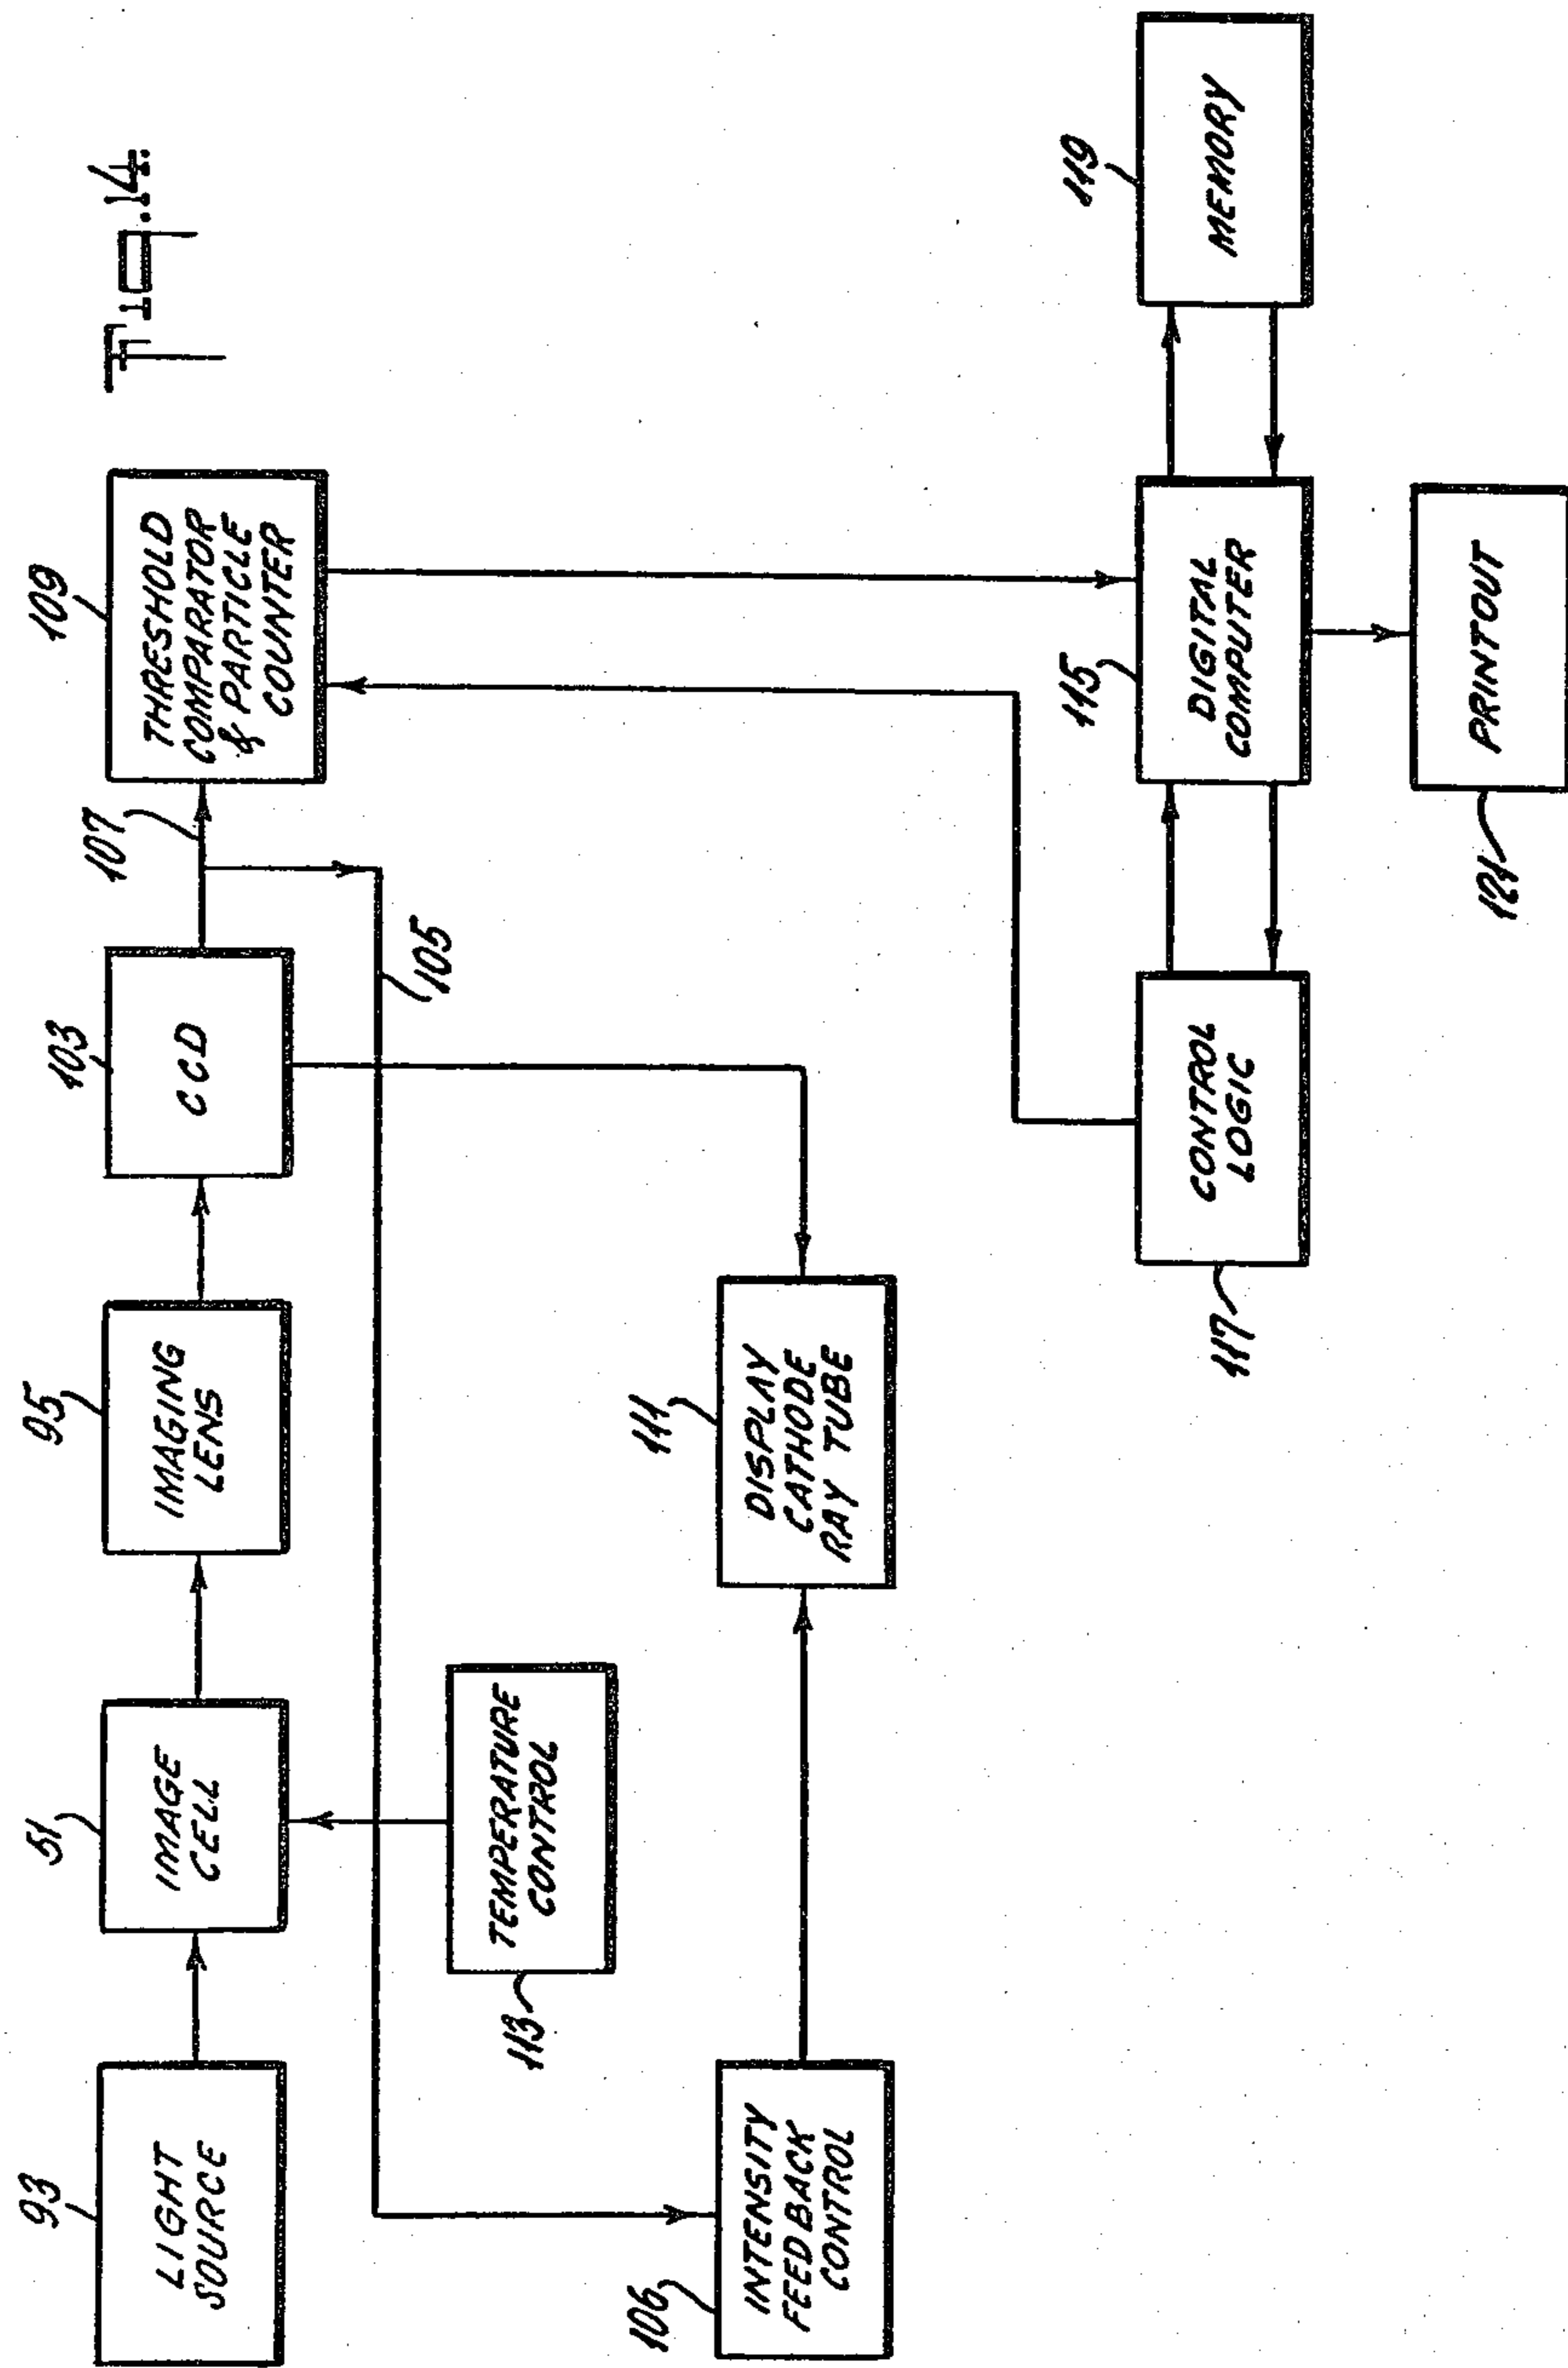 Fig.14.
93
LIGHT
SOURCE
51
IMAGE
CELL
95
IMAGING
LENS
103
CCD
107
109
THRESHOLD
COMPARATOR
& PARTICLE
COUNTER
105
113
TEMPERATURE
CONTROL
106
INTENSITY
FEEDBACK
CONTROL
111
DISPLAY
CATHODE
RAY TUBE
117
CONTROL
LOGIC
115
DIGITAL
COMPUTER
119
MEMORY
121
PRINTOUT